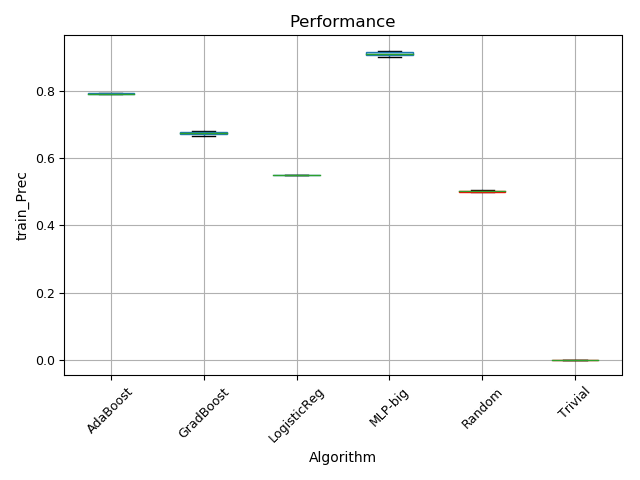 Performance
train_Prec
0.8
0.6
0.4
0.2
0.0
AdaBoost
GradBoost
LogisticReg
MLP-big
Random
Trivial
Algorithm